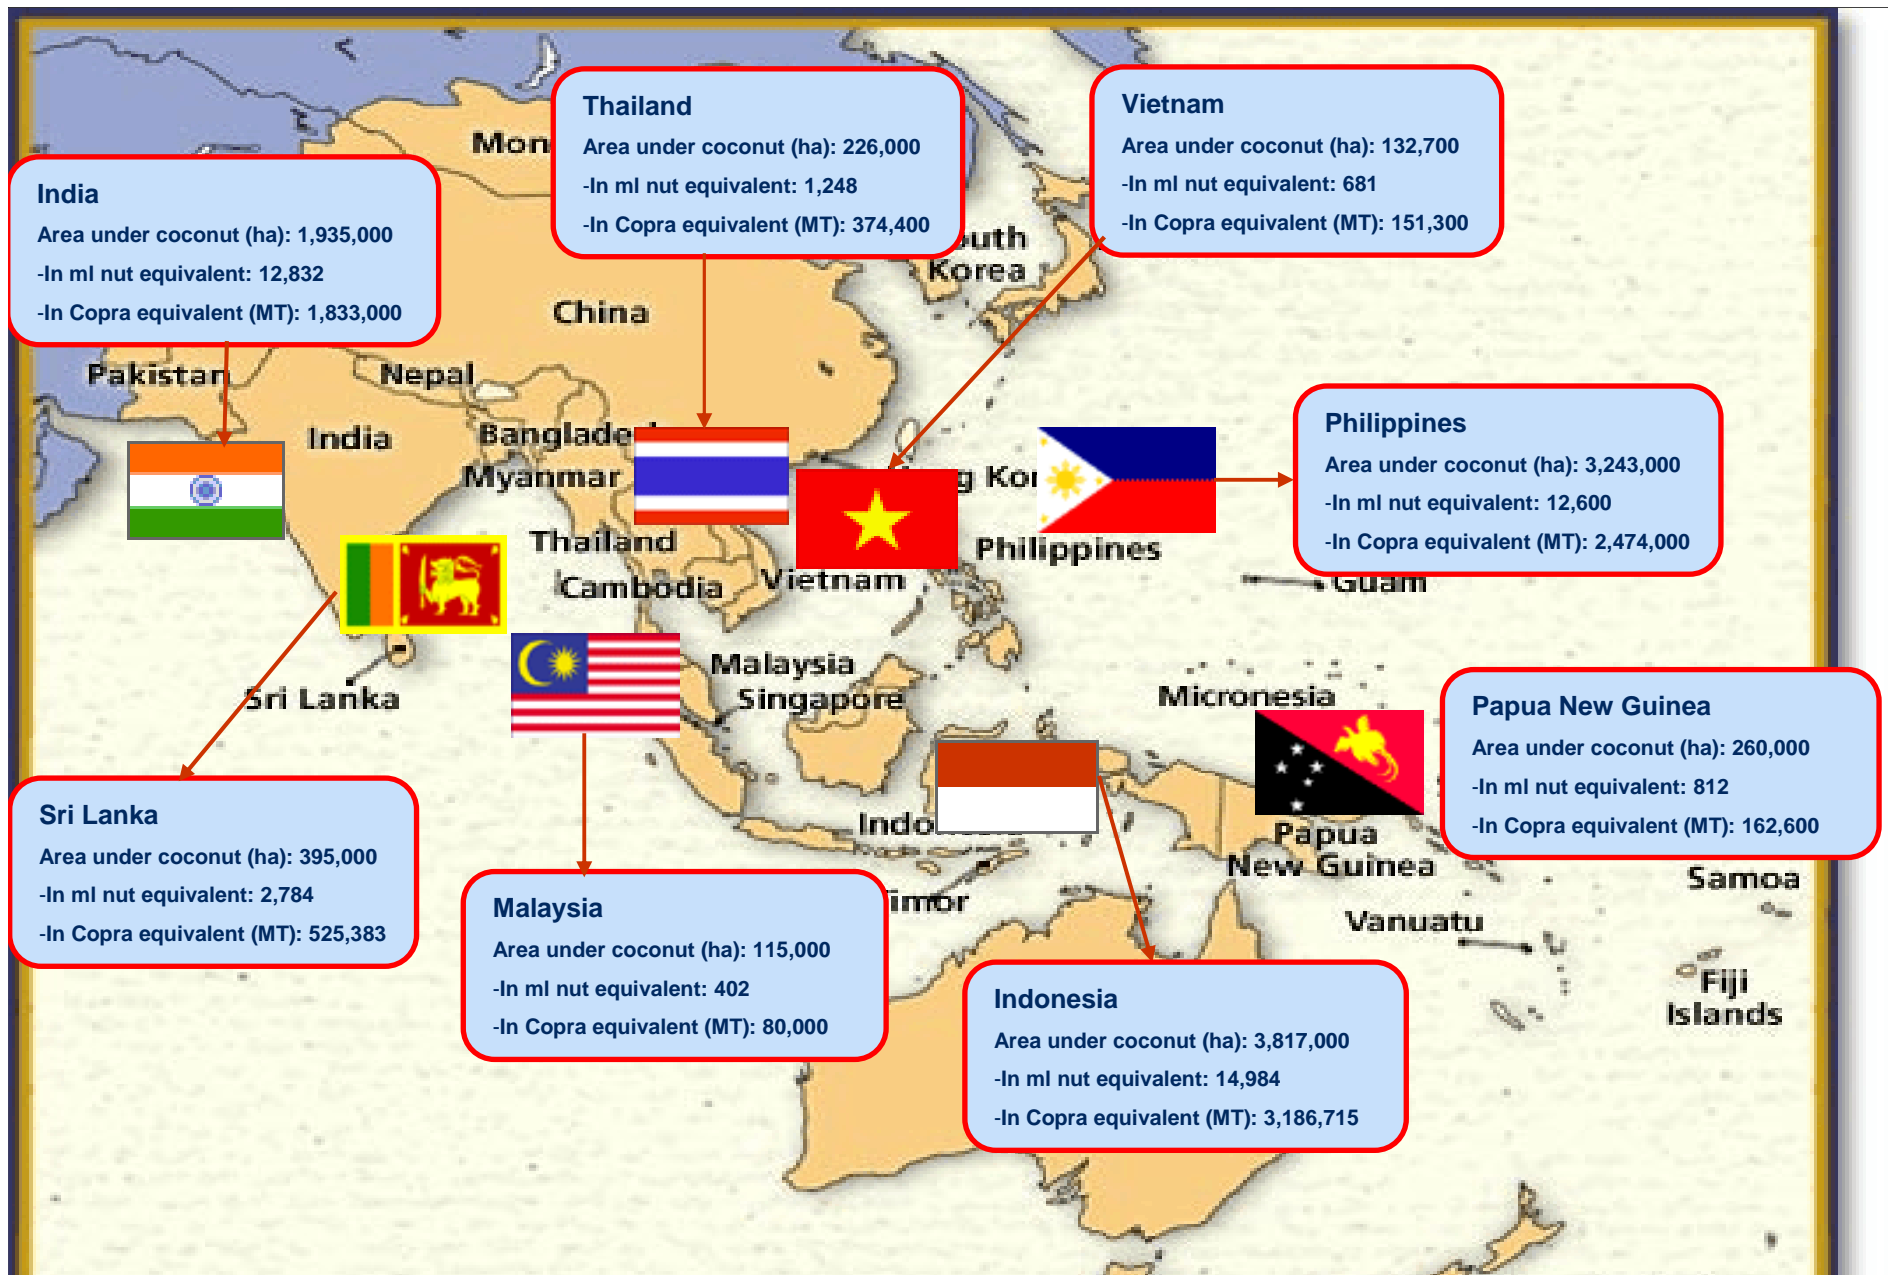 Thailand
Area under coconut (ha): 226,000
-In ml nut equivalent: 1,248
-In Copra equivalent (MT): 374,400
Vietnam
Area under coconut (ha): 132,700
-In ml nut equivalent: 681
-In Copra equivalent (MT): 151,300
India
Area under coconut (ha): 1,935,000
-In ml nut equivalent: 12,832
-In Copra equivalent (MT): 1,833,000
Mon
uth
Korea
China
Pakistan
Nepal
India
Banglade
Myanmar
g Ko
Philippines
Area under coconut (ha): 3,243,000
-In ml nut equivalent: 12,600
-In Copra equivalent (MT): 2,474,000
Thailand
Cambodia
Vietnam
Philippines
Guam
Sri Lanka
Malaysia
Singapore
Micronesia
Papua New Guinea
Area under coconut (ha): 260,000
-In ml nut equivalent: 812
-In Copra equivalent (MT): 162,600
Sri Lanka
Area under coconut (ha): 395,000
-In ml nut equivalent: 2,784
-In Copra equivalent (MT): 525,383
Indo
Papua
New Guinea
Samoa
Malaysia
Area under coconut (ha): 115,000
-In ml nut equivalent: 402
-In Copra equivalent (MT): 80,000
imor
Vanuatu
Fiji
Islands
Indonesia
Area under coconut (ha): 3,817,000
-In ml nut equivalent: 14,984
-In Copra equivalent (MT): 3,186,715